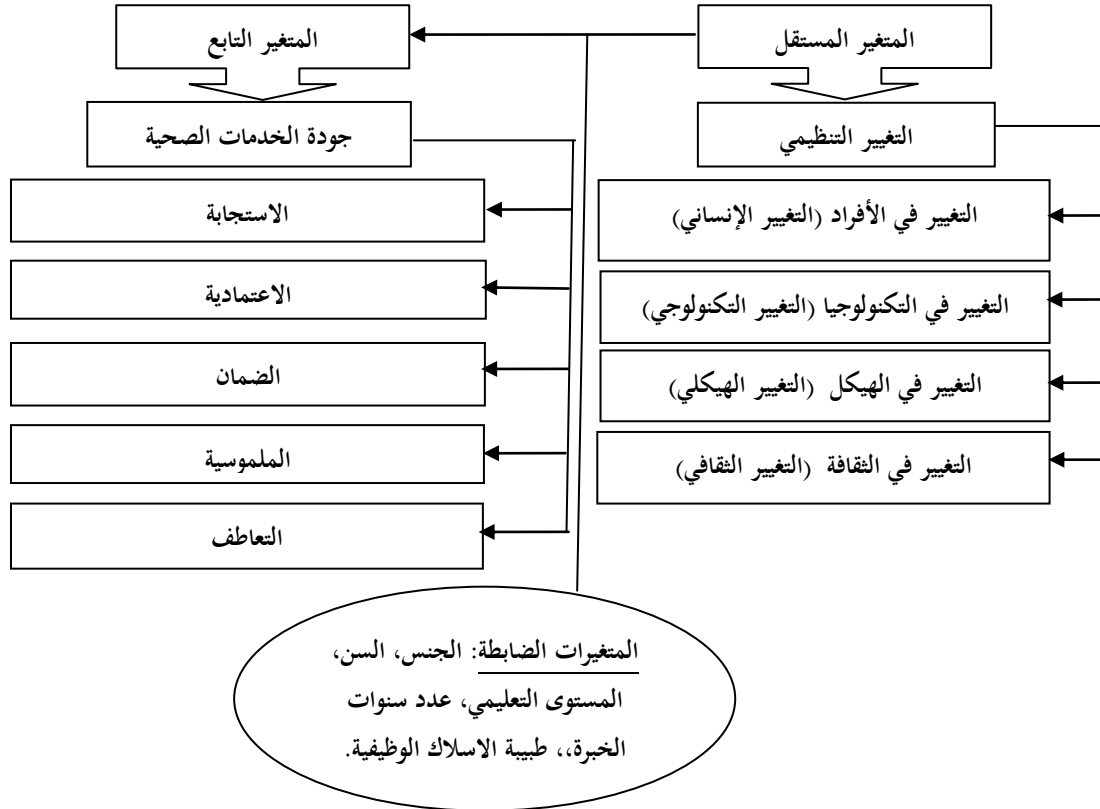 المتغير المستقل
المتغير التابع
التغيير التنظيمي
جودة الخدمات الصحية
التغيير في الأفراد (التغيير الإنساني)
التغيير في التكنولوجيا (التغيير التكنولوجي)
التغيير في الهيكل (التغيير الهيكلي)
التغيير في الثقافة (التغيير الثقافي)
الاستجابة
الاعتمادية
الضمان
الملموسية
التعاطف
المتغيرات الضابطة: الجنس، السن،
المستوى التعليمي، عدد سنوات
الخبرة،، طبيبة الاسلاك الوظيفية.